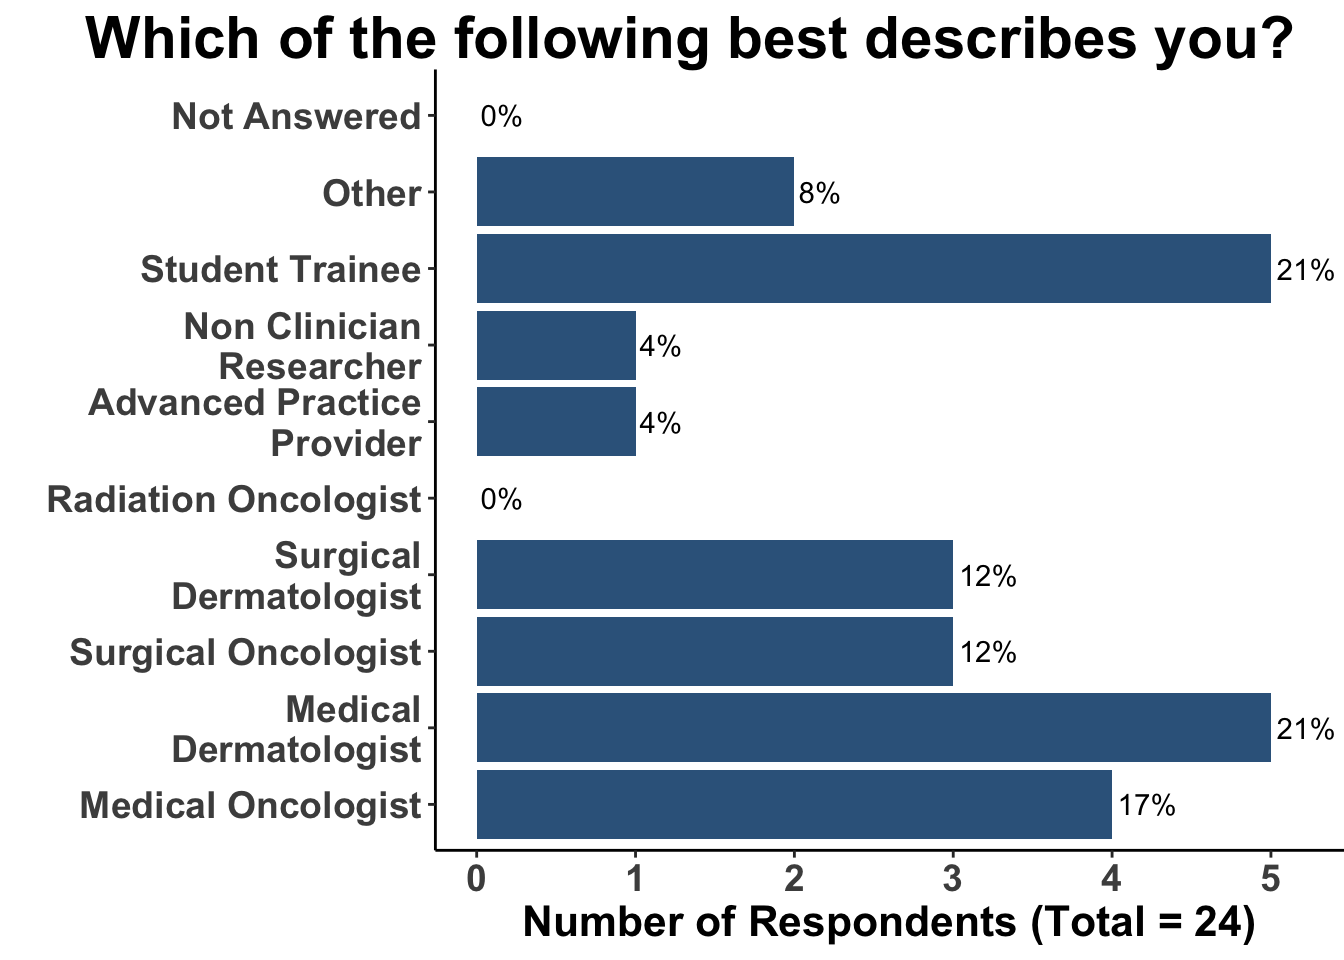 Which of the following best describes you?
Not Answered
0%
Other
8%
Student Trainee
21%
Non Clinician
Researcher
4%
Advanced Practice
Provider
4%
Radiation Oncologist
0%
Surgical
Dermatologist
12%
Surgical Oncologist
12%
Medical
Dermatologist
21%
Medical Oncologist
17%
0 1 2 3 4 5
Number of Respondents (Total = 24)